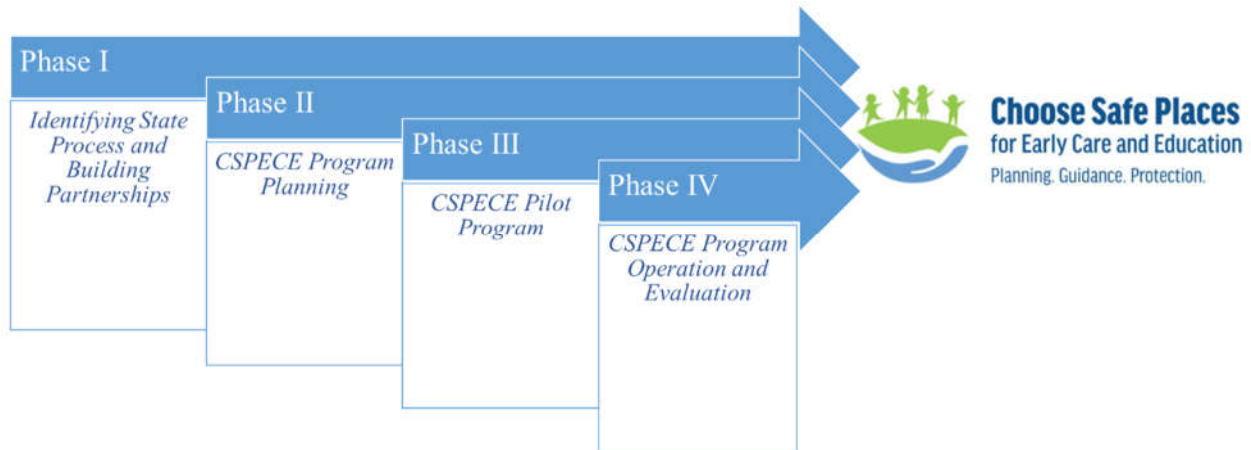 Phase I
Identifying State
Process and
Building
Partnerships
Phase II
CSPECE Program
Planning
Phase III
CSPECE Pilot
Program
Phase IV
CSPECE Program
Operation and
Evaluation
Choose Safe Places
for Early Care and Education
Planning. Guidance. Protection.